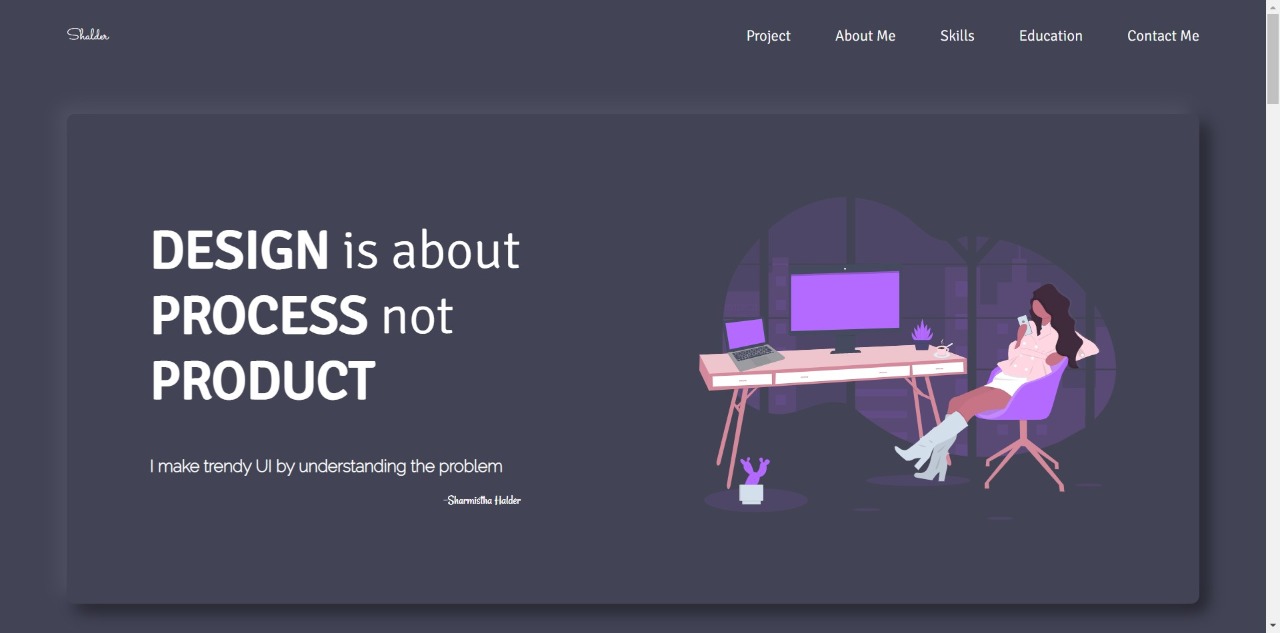 Shalder
Project About Me Skills Education Contact Me
DESIGN is about
PROCESS not
PRODUCT
I make trendy UI by understanding the problem
-Sharmistha Halder